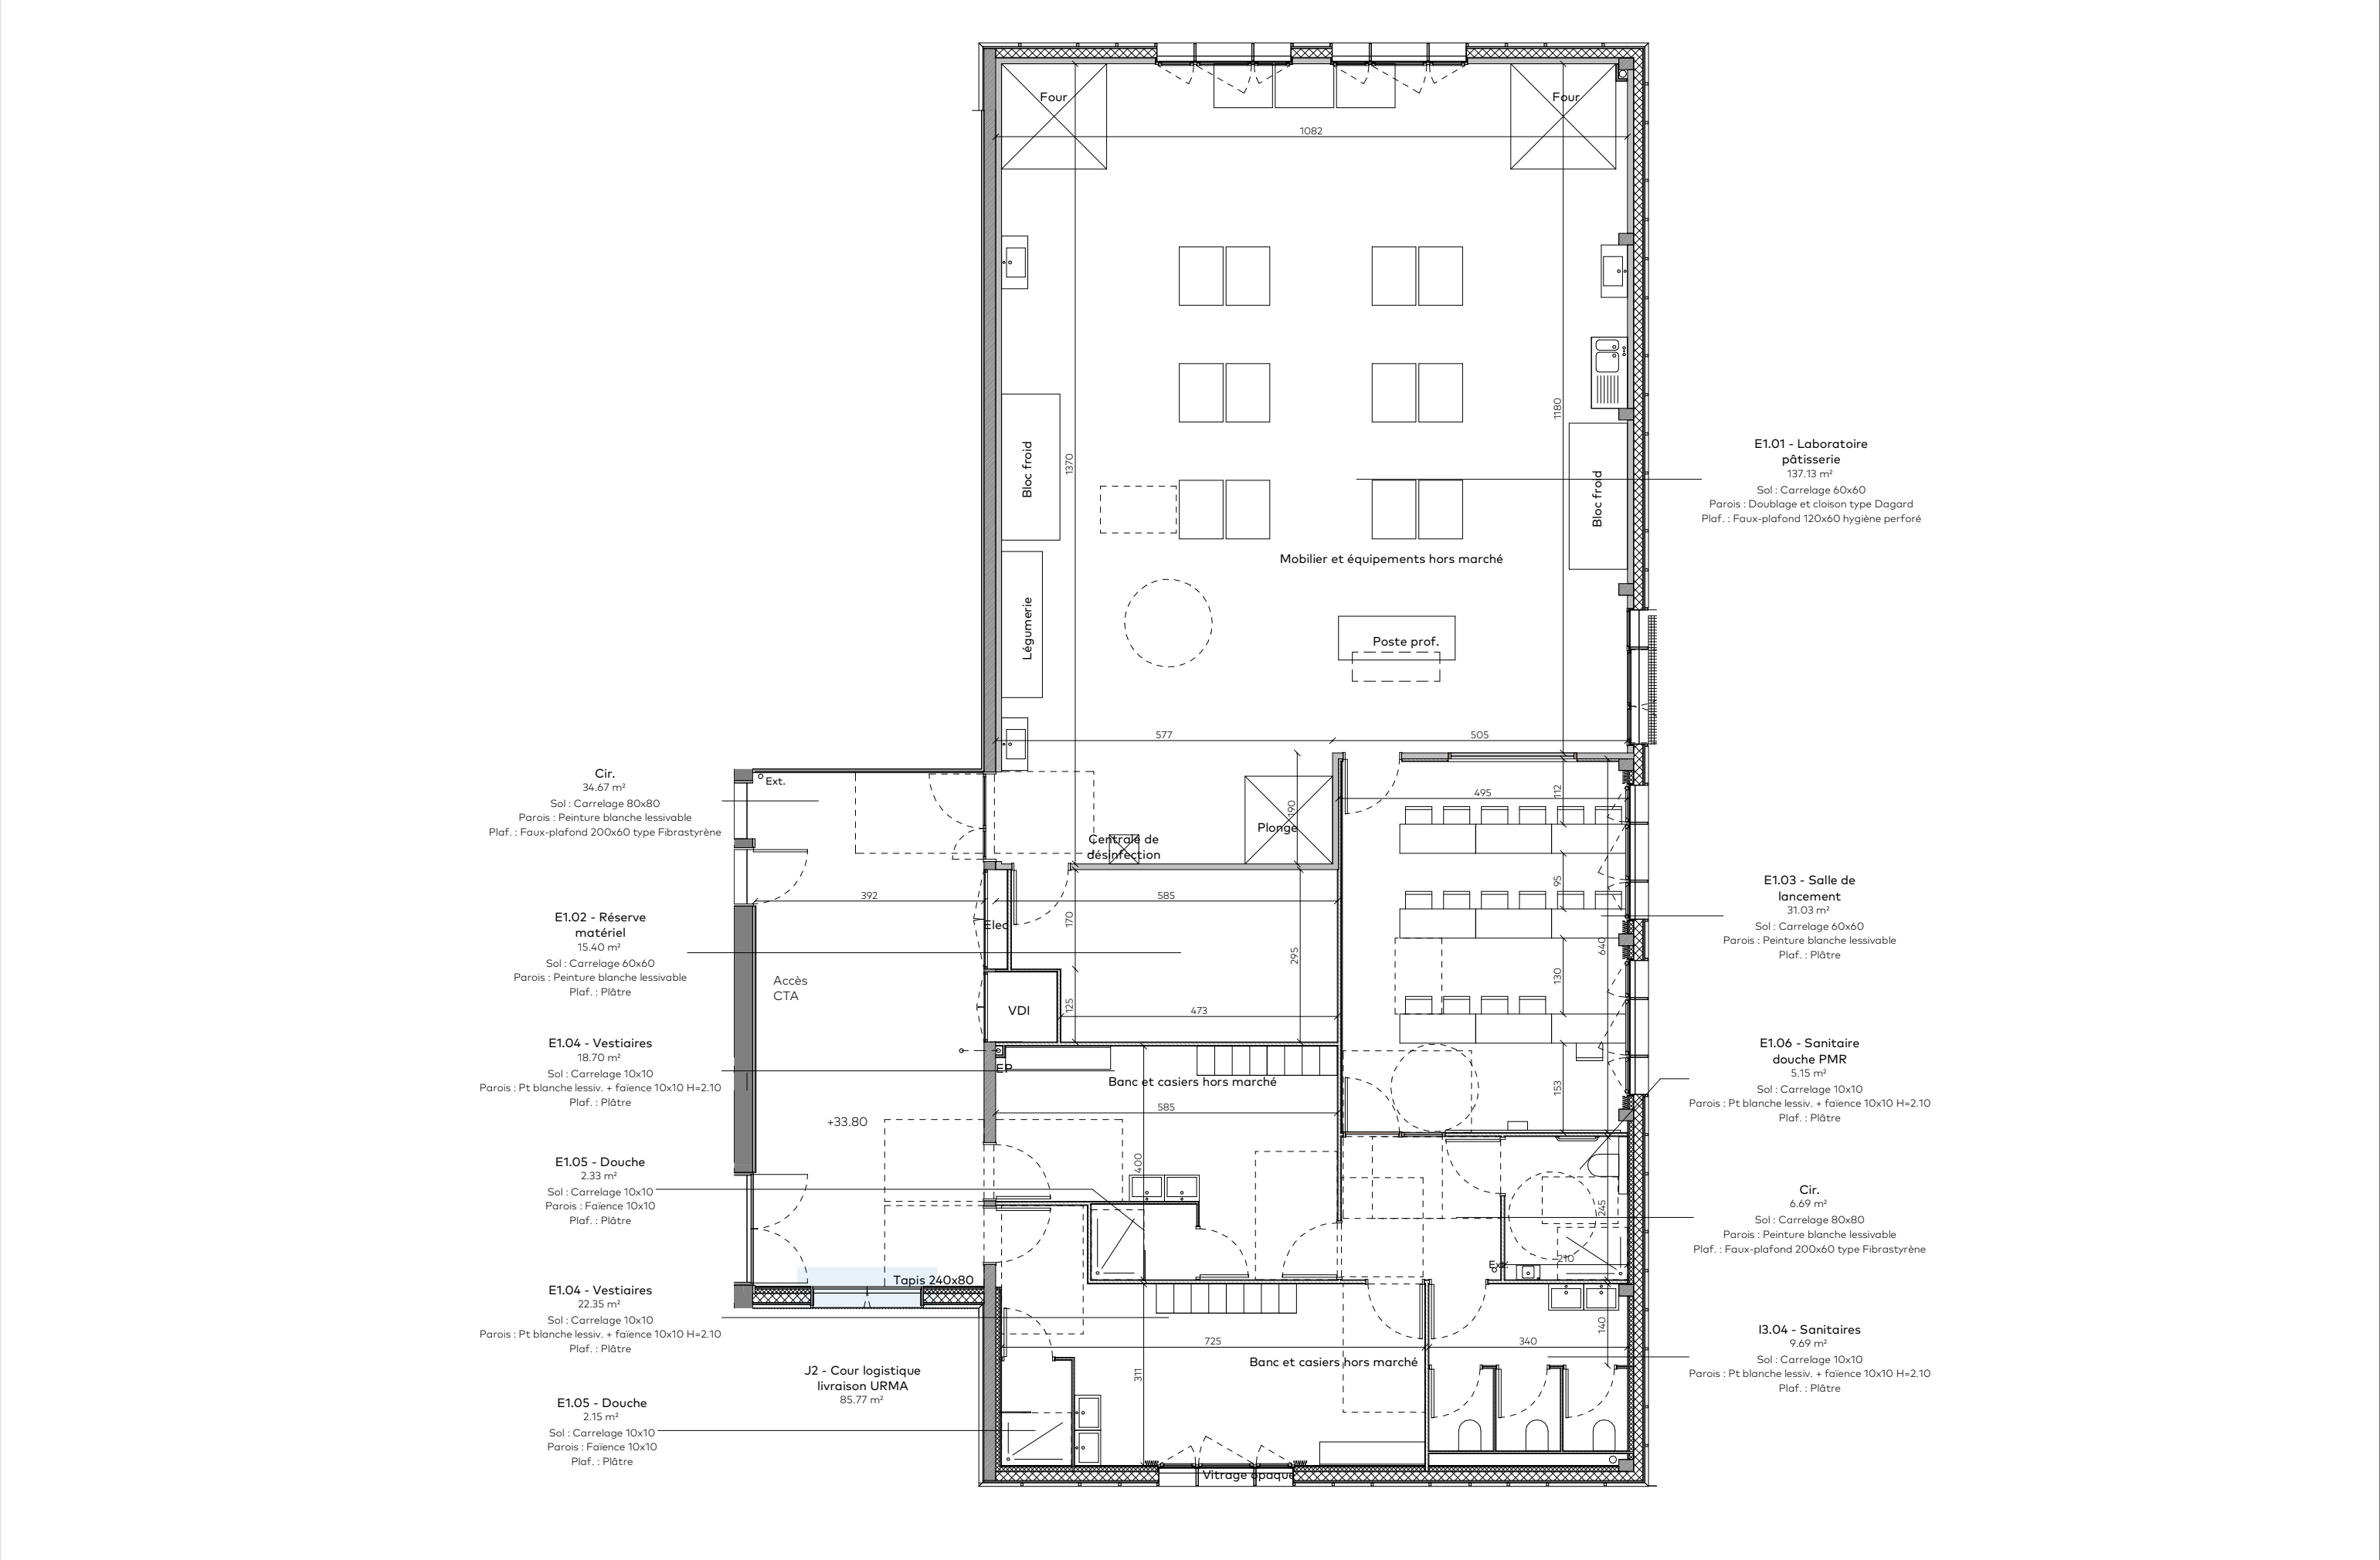 Four
Four
1082
Bloc froid
1370
1180
Bloc froid
E1.01 - Laboratoire
pâtisserie
137.13 m²
Sol : Carrelage 60x60
Parois : Doublage et cloison type Dagard
Plaf. : Faux-plafond 120x60 hygiène perforé
Mobilier et équipements hors marché
Légumerie
Poste prof.
577
505
Cir.
34.67 m²
Sol : Carrelage 80x80
Parois : Peinture blanche lessivable
Plaf. : Faux-plafond 200x60 type Fibrastyrène
Ext.
495
112
190
Plonge
Centrale de
désinfection
392
585
95
E1.03 - Salle de
lancement
31.03 m²
Sol : Carrelage 60x60
Parois : Peinture blanche lessivable
Plaf. : Plâtre
E1.02 - Réserve
matériel
15.40 m²
Sol : Carrelage 60x60
Parois : Peinture blanche lessivable
Plaf. : Plâtre
Elec
170
295
640
130
Accès
CTA
VDI
125
473
E1.04 - Vestiaires
18.70 m²
Sol : Carrelage 10x10
Parois : Pt blanche lessiv. + faïence 10x10 H=2.10
Plaf. : Plâtre
EP
Banc et casiers hors marché
585
153
E1.06 - Sanitaire
douche PMR
5.15 m²
Sol : Carrelage 10x10
Parois : Pt blanche lessiv. + faïence 10x10 H=2.10
Plaf. : Plâtre
+33.80
400
E1.05 - Douche
2.33 m²
Sol : Carrelage 10x10
Parois : Faïence 10x10
Plaf. : Plâtre
245
Cir.
6.69 m²
Sol : Carrelage 80x80
Parois : Peinture blanche lessivable
Plaf. : Faux-plafond 200x60 type Fibrastyrène
210
Ext.
Tapis 240x80
E1.04 - Vestiaires
22.35 m²
Sol : Carrelage 10x10
Parois : Pt blanche lessiv. + faïence 10x10 H=2.10
Plaf. : Plâtre
725
340
140
311
Banc et casiers hors marché
I3.04 - Sanitaires
9.69 m²
Sol : Carrelage 10x10
Parois : Pt blanche lessiv. + faïence 10x10 H=2.10
Plaf. : Plâtre
J2 - Cour logistique
livraison URMA
85.77 m²
E1.05 - Douche
2.15 m²
Sol : Carrelage 10x10
Parois : Faïence 10x10
Plaf. : Plâtre
Vitrage opaque